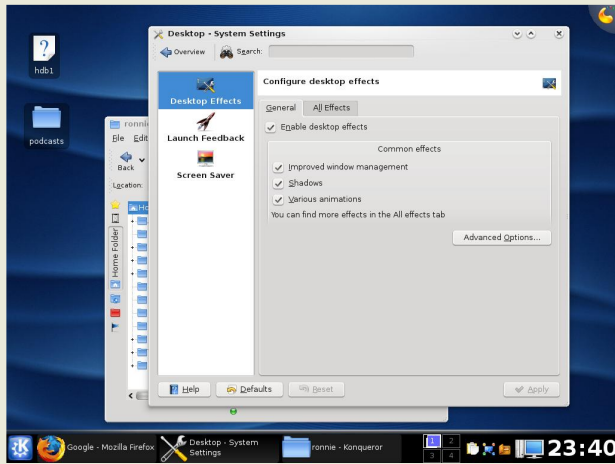 Desktop - System Settings
Overview
Search:
hdb1
podcasts
Desktop Effects
Launch Feedback
Screen Saver
Configure desktop effects
General
All Effects
Enable desktop effects
Common effects
Improved window management
Shadows
Various animations
You can find more effects in the All effects tab
Advanced Options...
Help
Defaults
Reset
Apply
ronnie
File Edit
Back
Location:
Home Folder
Google - Mozilla Firefox
Desktop - System Settings
ronnie - Konqueror
1 2
3 4
23:40